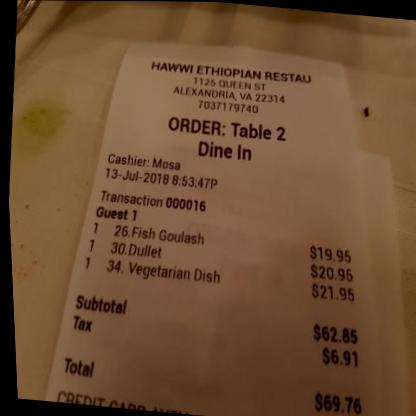 HAWWI ETHIOPIAN RESTAU
1125 QUEEN ST
ALEXANDRIA, VA 22314
7037179740
ORDER: Table 2
Dine In
Cashier: Mosa
13-Jul-2018 8:53:47P
Transaction 000016
Guest 1
1 26.Fish Goulash $19.95
1 30.Dullet $20.95
1 34. Vegetarian Dish $21.95
Subtotal $62.85
Tax $6.91
Total $69.76
CREDIT CARD